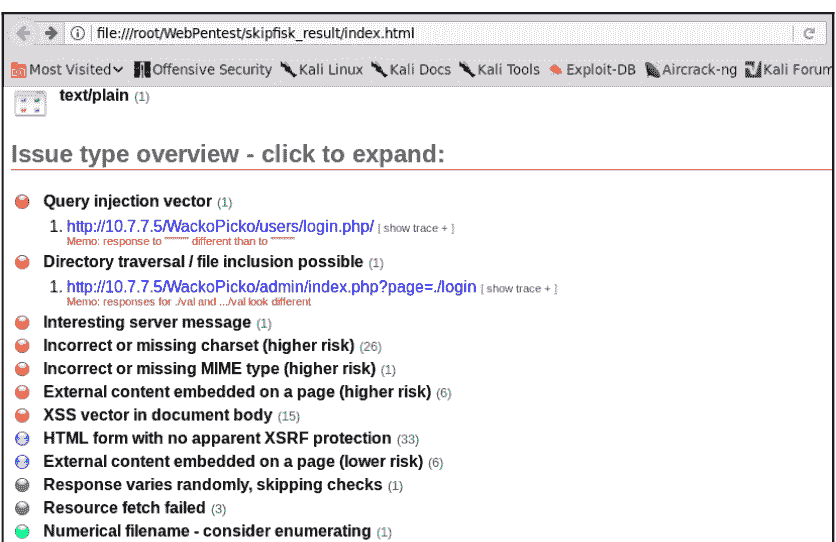 file:///root/WebPentest/skipfisk_result/index.html
Most Visited Offensive Security Kali Linux Kali Docs Kali Tools Exploit-DB Aircrack-ng Kali Forum
text/plain (1)
Issue type overview - click to expand:
Query injection vector (1)
1. http://10.7.7.5/WackoPicko/users/login.php/ [ show trace + ]
Memo: response to different than to
Directory traversal / file inclusion possible (1)
1. http://10.7.7.5/WackoPicko/admin/index.php?page=./login [ show trace + ]
Memo: responses for ./val and .../val look different
Interesting server message (1)
Incorrect or missing charset (higher risk) (26)
Incorrect or missing MIME type (higher risk) (1)
External content embedded on a page (higher risk) (6)
XSS vector in document body (15)
HTML form with no apparent XSRF protection (33)
External content embedded on a page (lower risk) (6)
Response varies randomly, skipping checks (1)
Resource fetch failed (3)
Numerical filename - consider enumerating (1)